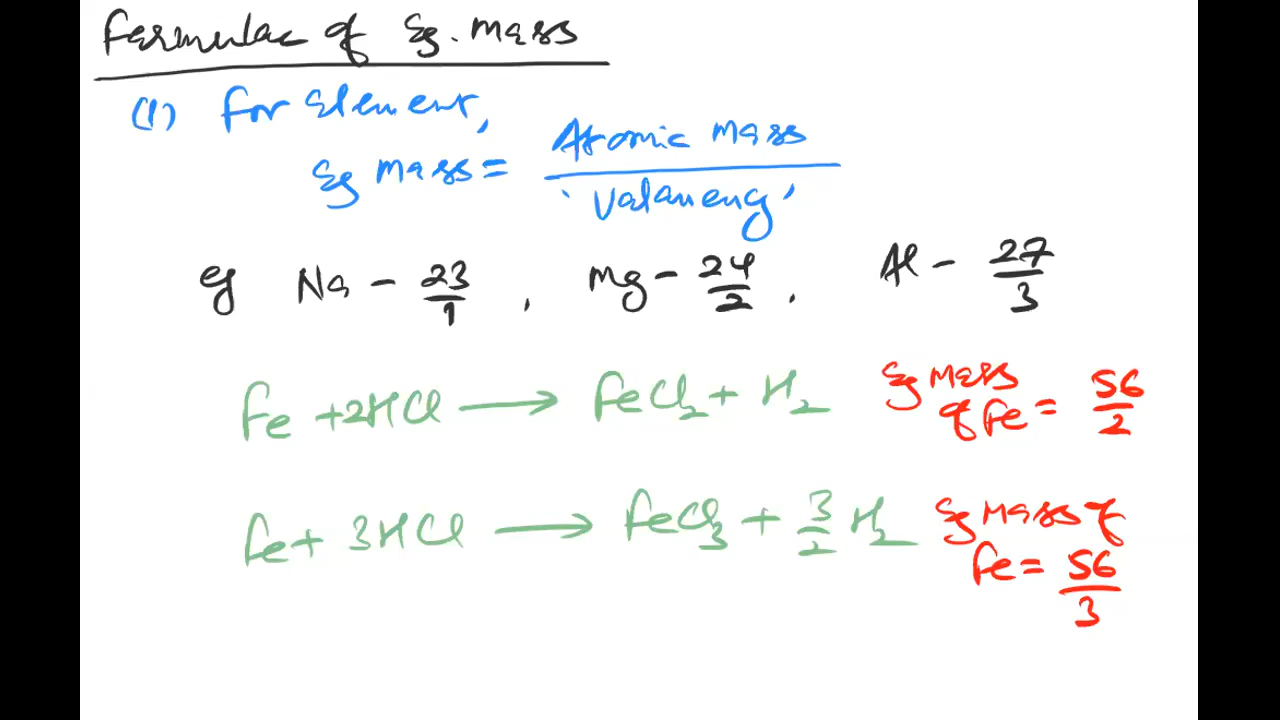 Formulae of Eq. mass
(1) For Element,
Eq mass = Atomic mass / 'Valancy'
eg Na - 23/1 , Mg - 24/2 , Al - 27/3
Fe + 2HCl ⟶ FeCl₂ + H₂ Eq mass of Fe = 56/2
Fe + 3HCl ⟶ FeCl₃ + 3/2 H₂ Eq mass of Fe = 56/3